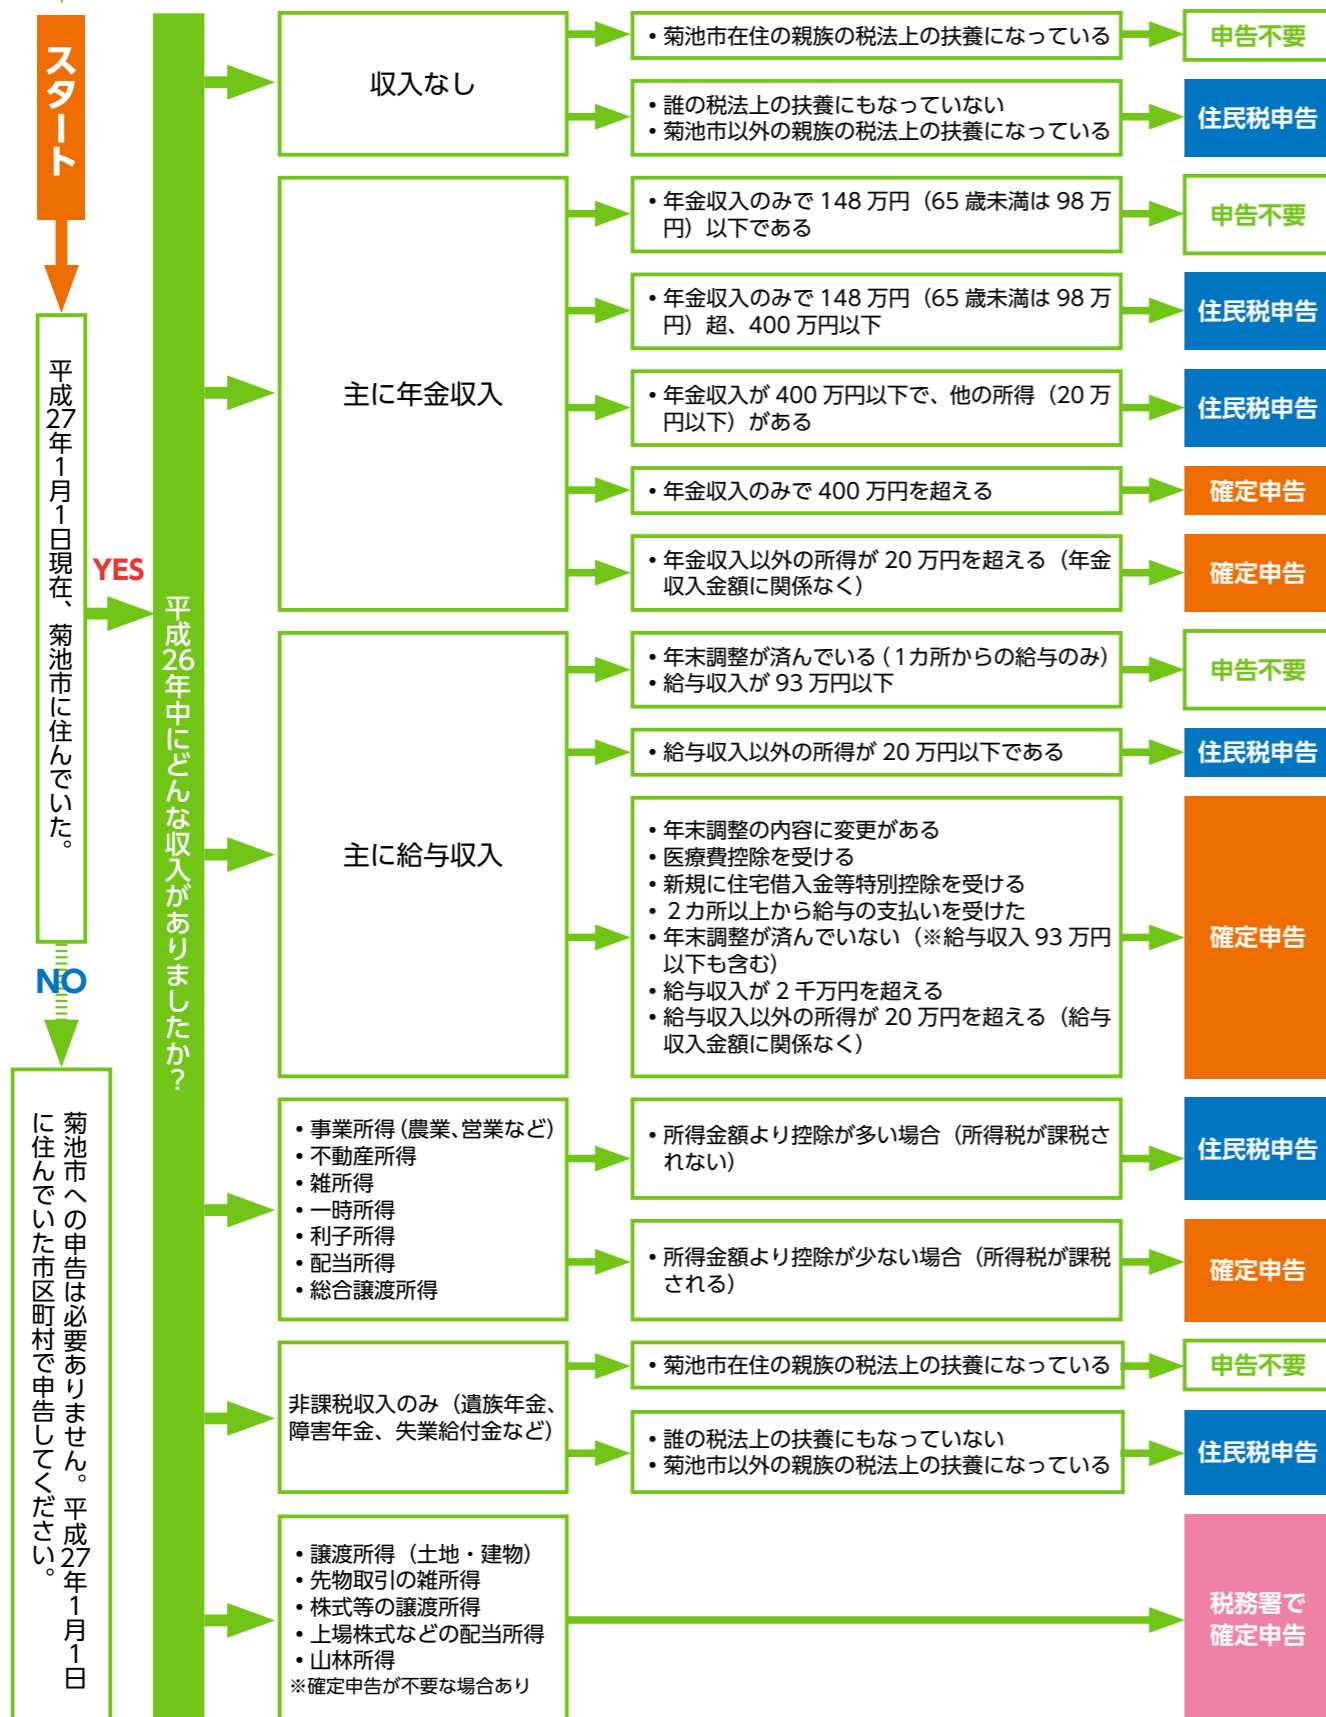 スタート
平成27年1月1日現在、菊池市に住んでいた。
YES
NO
菊池市への申告は必要ありません。平成27年1月1日
に住んでいた市区町村で申告してください。
平成26年中にどんな収入がありましたか?
収入なし
・菊池市在住の親族の税法上の扶養になっている
申告不要
・誰の税法上の扶養にもなっていない
・菊池市以外の親族の税法上の扶養になっている
住民税申告
主に年金収入
・年金収入のみで 148 万円（65 歳未満は 98 万
円）以下である
申告不要
・年金収入のみで 148 万円（65 歳未満は 98 万
円）超、400 万円以下
住民税申告
・年金収入が 400 万円以下で、他の所得（20 万
円以下）がある
住民税申告
・年金収入のみで 400 万円を超える
確定申告
・年金収入以外の所得が 20 万円を超える（年金
収入金額に関係なく）
確定申告
主に給与収入
・年末調整が済んでいる（1カ所からの給与のみ）
・給与収入が 93 万円以下
申告不要
・給与収入以外の所得が 20 万円以下である
住民税申告
・年末調整の内容に変更がある
・医療費控除を受ける
・新規に住宅借入金等特別控除を受ける
・２カ所以上から給与の支払いを受けた
・年末調整が済んでいない（※給与収入 93 万円
以下も含む）
・給与収入が 2 千万円を超える
・給与収入以外の所得が 20 万円を超える（給与
収入金額に関係なく）
確定申告
・事業所得（農業、営業など）
・不動産所得
・雑所得
・一時所得
・利子所得
・配当所得
・総合譲渡所得
・所得金額より控除が多い場合（所得税が課税さ
れない）
住民税申告
・所得金額より控除が少ない場合（所得税が課税
される）
確定申告
非課税収入のみ（遺族年金、
障害年金、失業給付金など）
・菊池市在住の親族の税法上の扶養になっている
申告不要
・誰の税法上の扶養にもなっていない
・菊池市以外の親族の税法上の扶養になっている
住民税申告
・譲渡所得（土地・建物）
・先物取引の雑所得
・株式等の譲渡所得
・上場株式などの配当所得
・山林所得
※確定申告が不要な場合あり
税務署で
確定申告